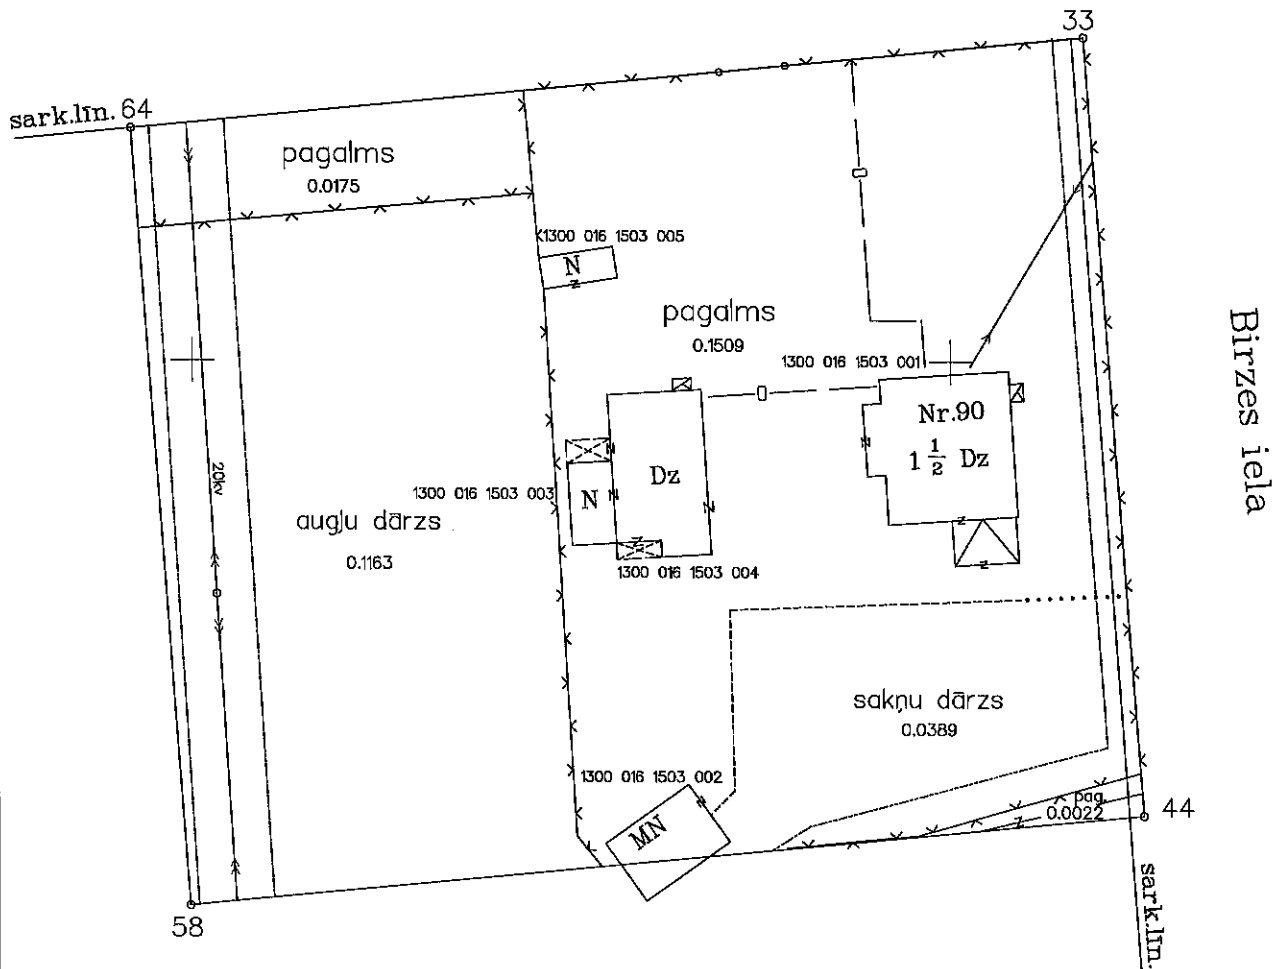 33
sark.līn. 64
pagalms
0.0175
1300 016 1503 005
N
pagalms
0.1509
1300 016 1503 001
Birzes iela
Nr.90
1 1/2 Dz
Dz
20kv
1300 016 1503 003
N
augļu dārzs
0.1163
1300 016 1503 004
sakņu dārzs
0.0389
1300 016 1503 002
MN
pag.
0.0022
44
sark.līn.
58